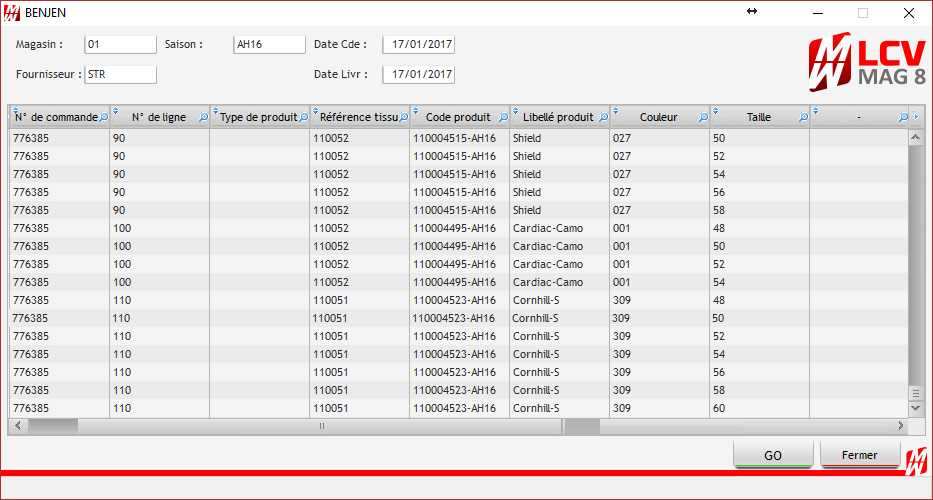 BENJEN
Magasin : 01 Saison : AH16 Date Cde : 17/01/2017
Fournisseur : STR Date Livr : 17/01/2017
LCV
MAG 8
N° de commande N° de ligne Type de produit Référence tissu Code produit Libellé produit Couleur Taille -
776385 90 110052 110004515-AH16 Shield 027 50
776385 90 110052 110004515-AH16 Shield 027 52
776385 90 110052 110004515-AH16 Shield 027 54
776385 90 110052 110004515-AH16 Shield 027 56
776385 90 110052 110004515-AH16 Shield 027 58
776385 100 110052 110004495-AH16 Cardiac-Camo 001 48
776385 100 110052 110004495-AH16 Cardiac-Camo 001 50
776385 100 110052 110004495-AH16 Cardiac-Camo 001 52
776385 100 110052 110004495-AH16 Cardiac-Camo 001 54
776385 110 110051 110004523-AH16 Cornhill-S 309 48
776385 110 110051 110004523-AH16 Cornhill-S 309 50
776385 110 110051 110004523-AH16 Cornhill-S 309 52
776385 110 110051 110004523-AH16 Cornhill-S 309 54
776385 110 110051 110004523-AH16 Cornhill-S 309 56
776385 110 110051 110004523-AH16 Cornhill-S 309 58
776385 110 110051 110004523-AH16 Cornhill-S 309 60
GO Fermer